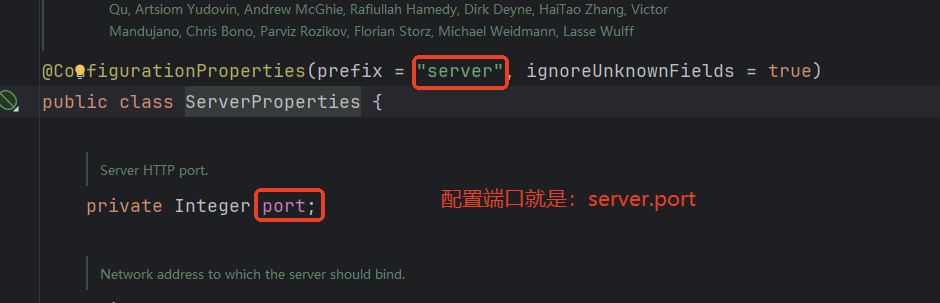 Qu, Artsiom Yudovin, Andrew McGhie, Rafiullah Hamedy, Dirk Deyne, HaiTao Zhang, Victor
Mandujano, Chris Bono, Parviz Rozikov, Florian Storz, Michael Weidmann, Lasse Wulff
@ConfigurationProperties(prefix = "server", ignoreUnknownFields = true)
public class ServerProperties {
Server HTTP port.
private Integer port;
配置端口就是：server.port
Network address to which the server should bind.